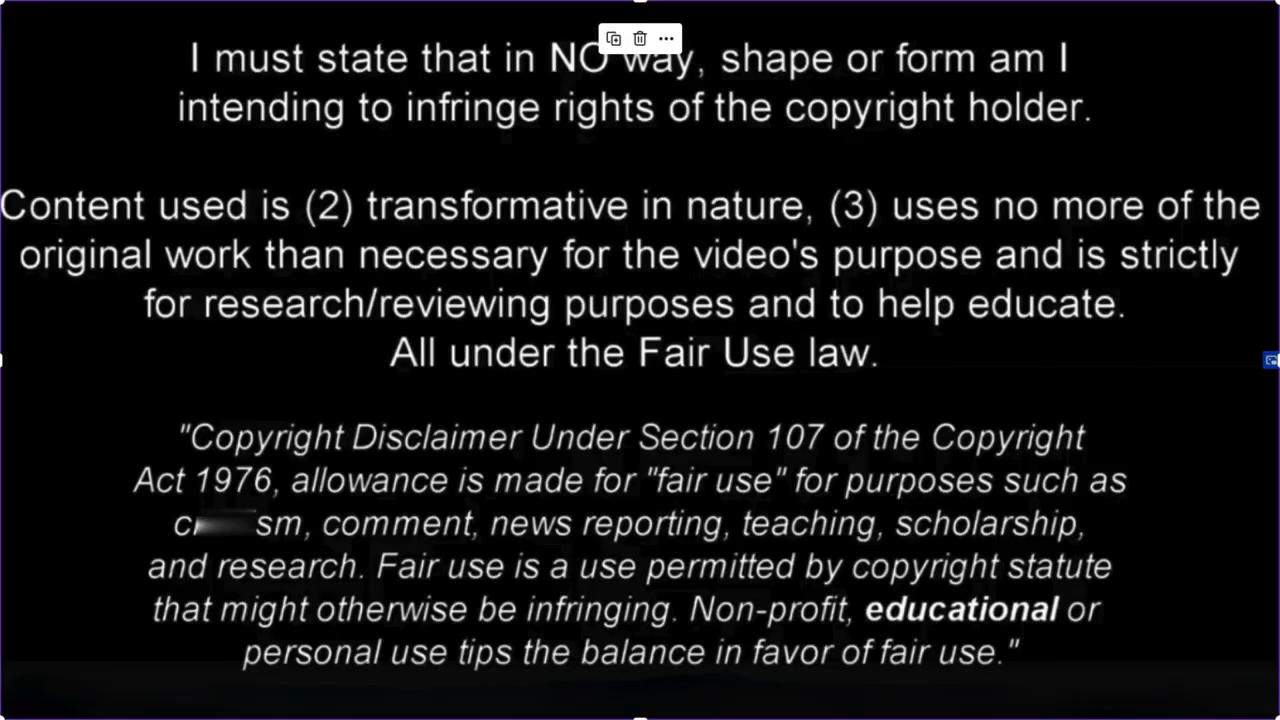 I must state that in NO way, shape or form am I
intending to infringe rights of the copyright holder.
Content used is (2) transformative in nature, (3) uses no more of the
original work than necessary for the video's purpose and is strictly
for research/reviewing purposes and to help educate.
All under the Fair Use law.
"Copyright Disclaimer Under Section 107 of the Copyright
Act 1976, allowance is made for "fair use" for purposes such as
comment, news reporting, teaching, scholarship,
and research. Fair use is a use permitted by copyright statute
that might otherwise be infringing. Non-profit, educational or
personal use tips the balance in favor of fair use."